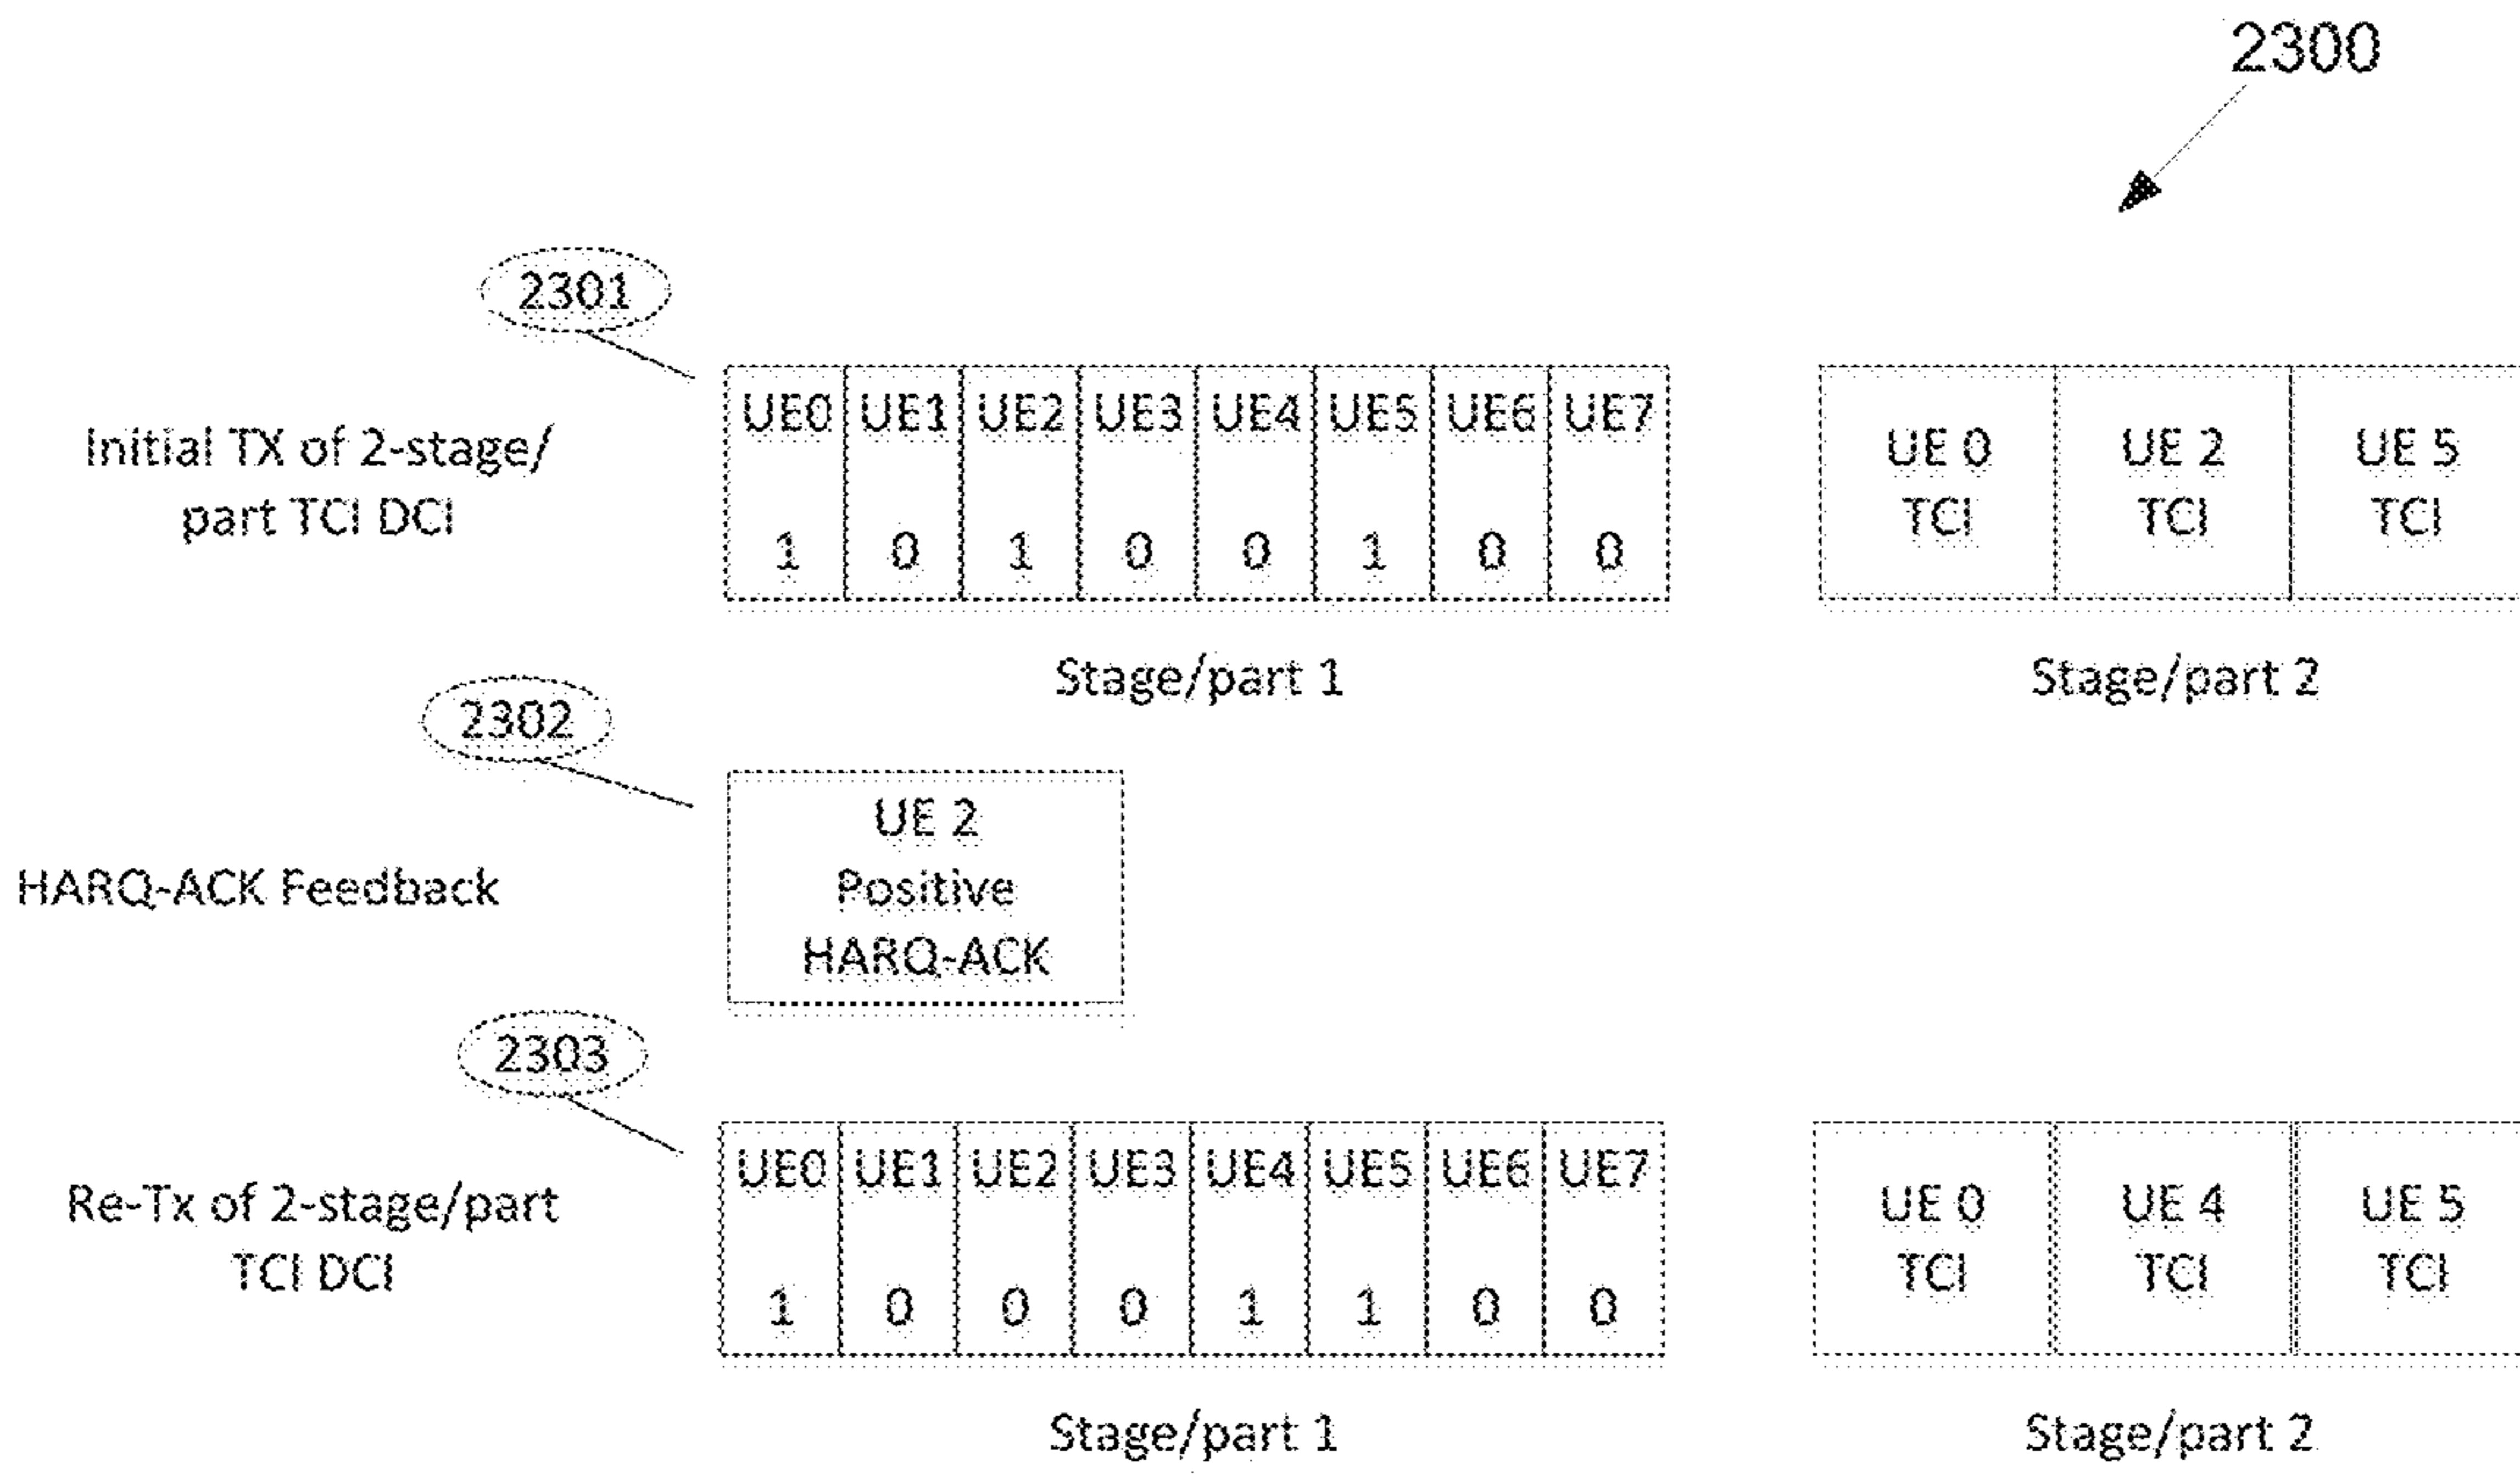 2300
2301
Initial TX of 2-stage/
part TCI DCI
UE0 UE1 UE2 UE3 UE4 UE5 UE6 UE7
1 0 1 0 0 1 0 0
UE 0
TCI
UE 2
TCI
UE 5
TCI
Stage/part 1
Stage/part 2
2302
HARQ-ACK Feedback
UE 2
Positive
HARQ-ACK
2303
Re-Tx of 2-stage/part
TCI DCI
UE0 UE1 UE2 UE3 UE4 UE5 UE6 UE7
1 0 0 0 1 1 0 0
UE 0
TCI
UE 4
TCI
UE 5
TCI
Stage/part 1
Stage/part 2